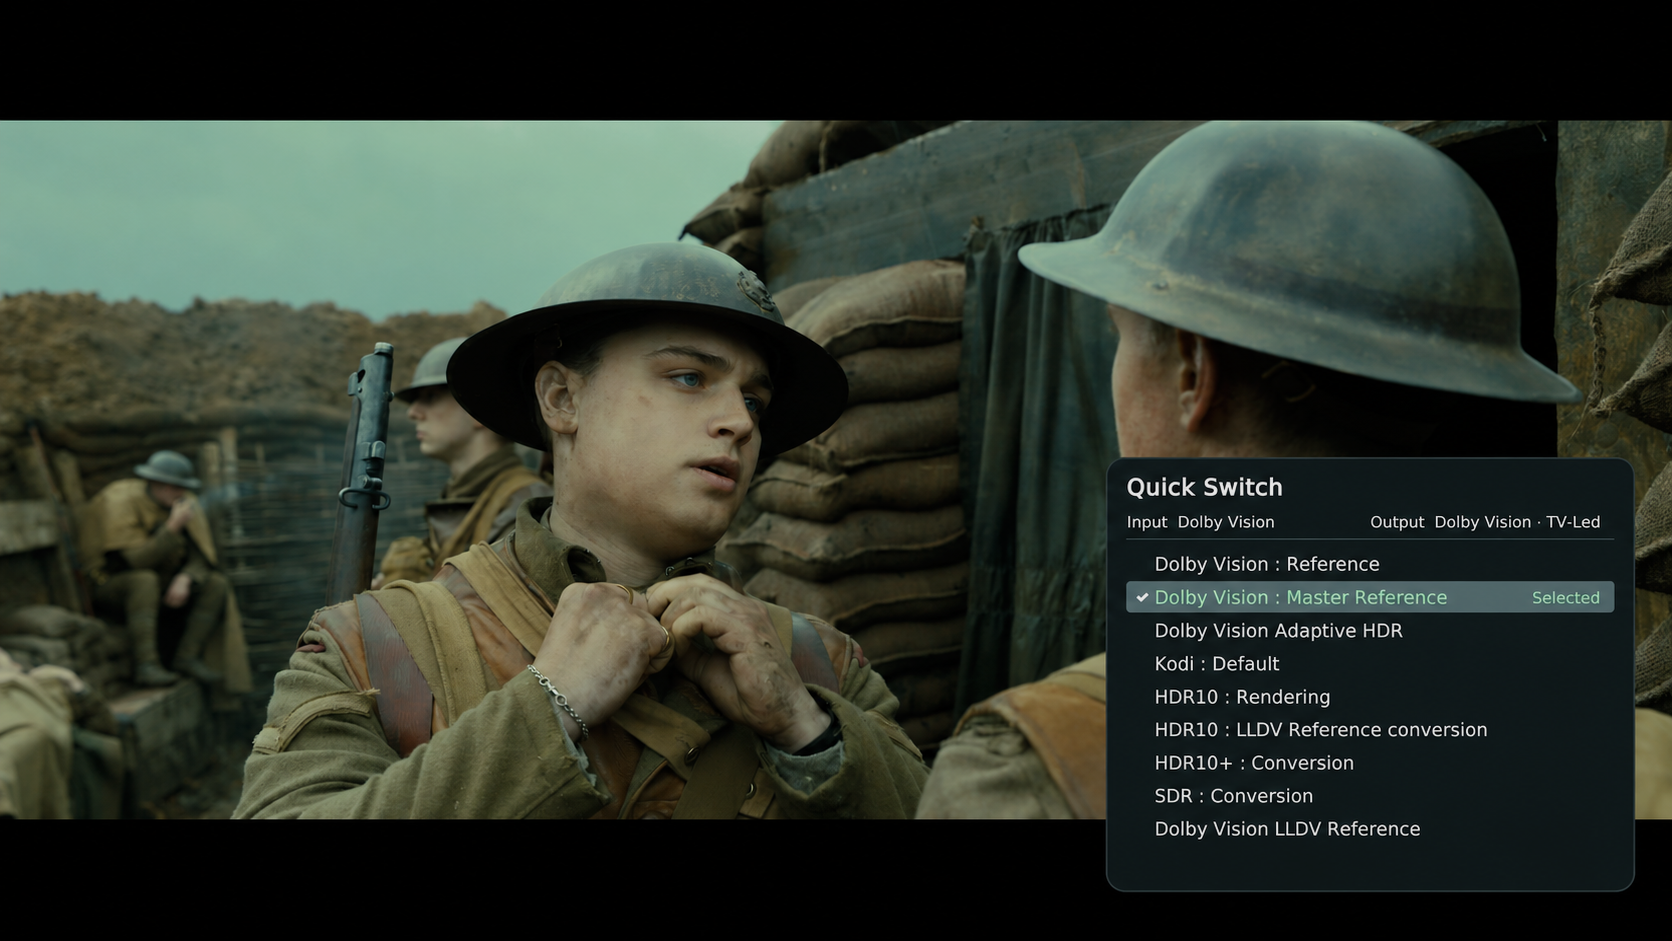 Quick Switch
Input Dolby Vision Output Dolby Vision · TV-Led
Dolby Vision : Reference
✔ Dolby Vision : Master Reference Selected
Dolby Vision Adaptive HDR
Kodi : Default
HDR10 : Rendering
HDR10 : LLDV Reference conversion
HDR10+ : Conversion
SDR : Conversion
Dolby Vision LLDV Reference